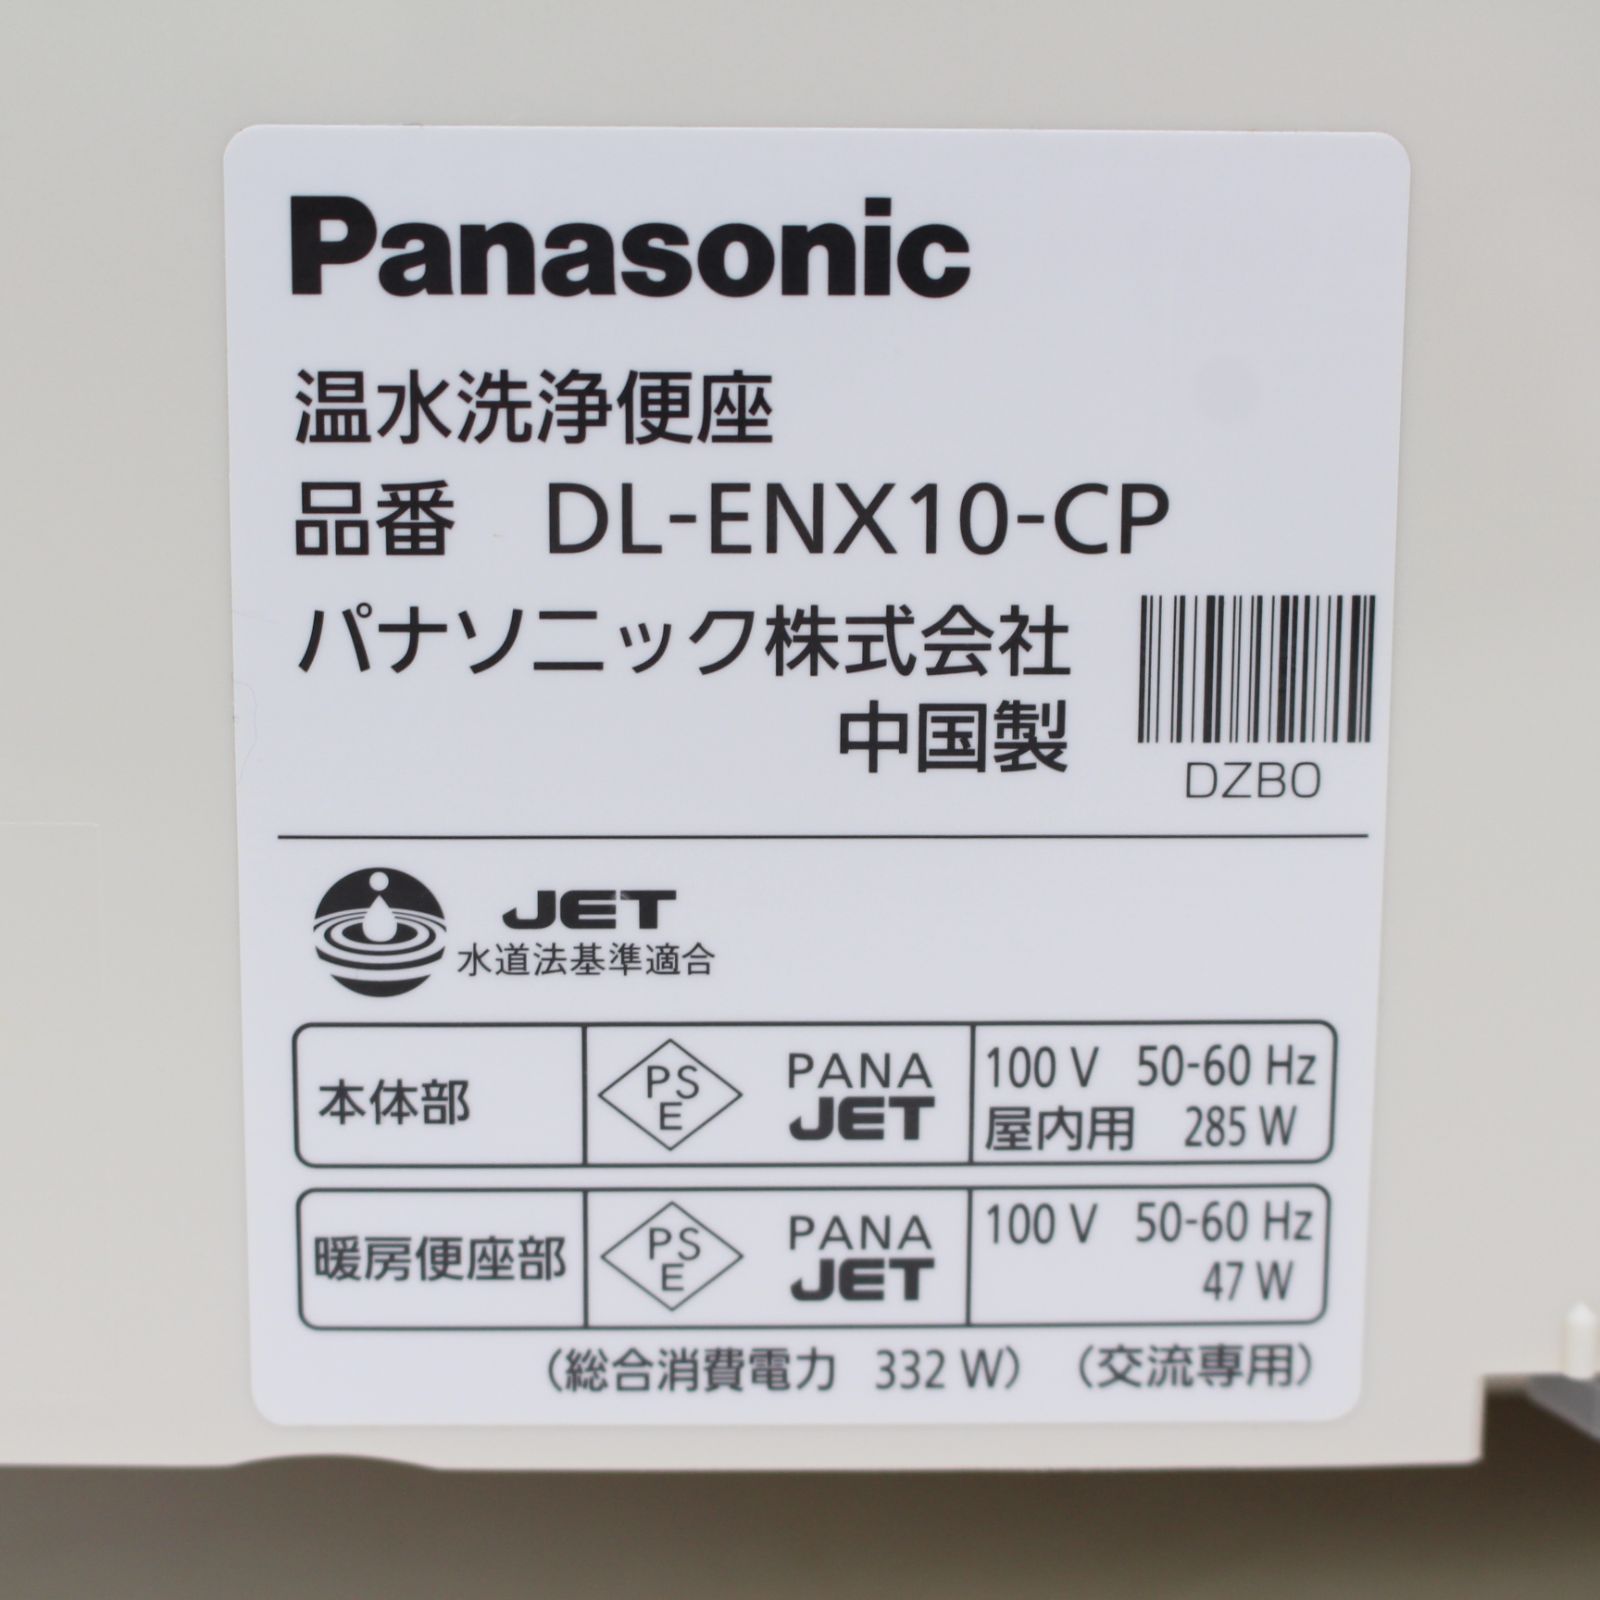 Panasonic
温水洗浄便座
品番 DL-ENX10-CP
パナソニック株式会社
中国製
DZB0
JET
水道法基準適合
本体部
PS
E
PANA
JET
100 V 50-60 Hz
屋内用 285 W
暖房便座部
PS
E
PANA
JET
100 V 50-60 Hz
47 W
（総合消費電力 332 W）（交流専用）